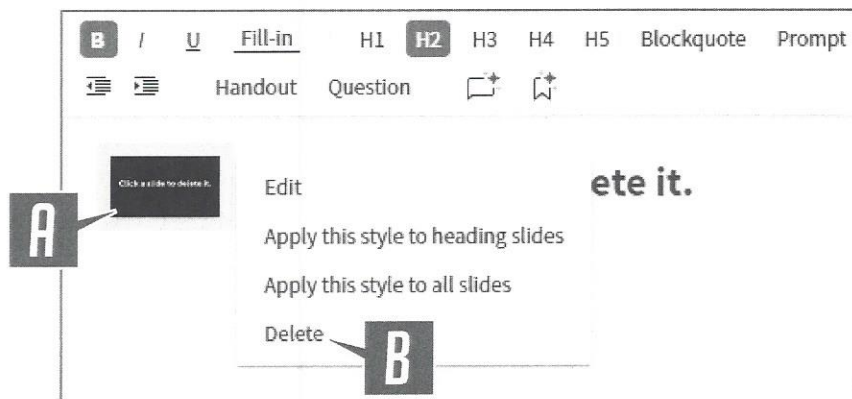 B I U Fill-in H1 H2 H3 H4 H5 Blockquote Prompt
Handout Question
Click a slide to delete it.
ete it.
Edit
Apply this style to heading slides
Apply this style to all slides
Delete
A
B